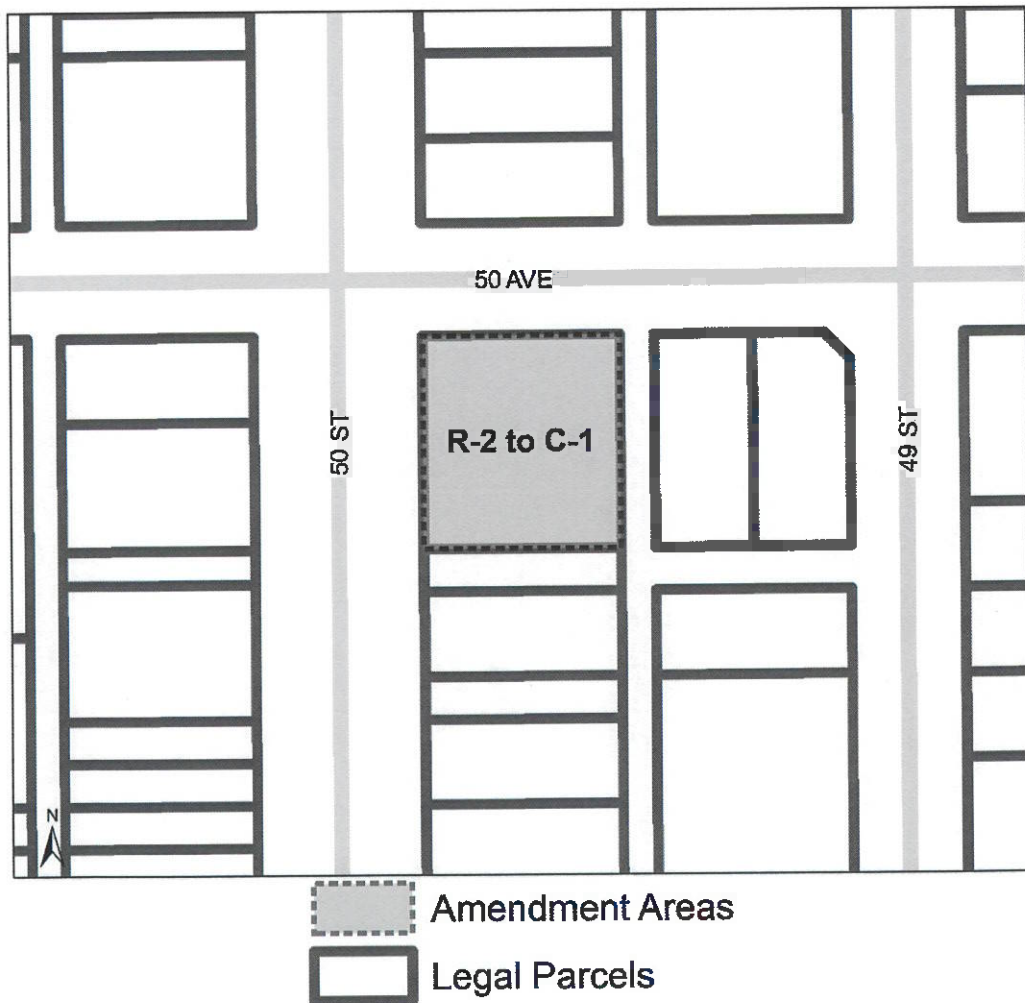 50 AVE
50 ST
R-2 to C-1
49 ST
N
Amendment Areas
Legal Parcels